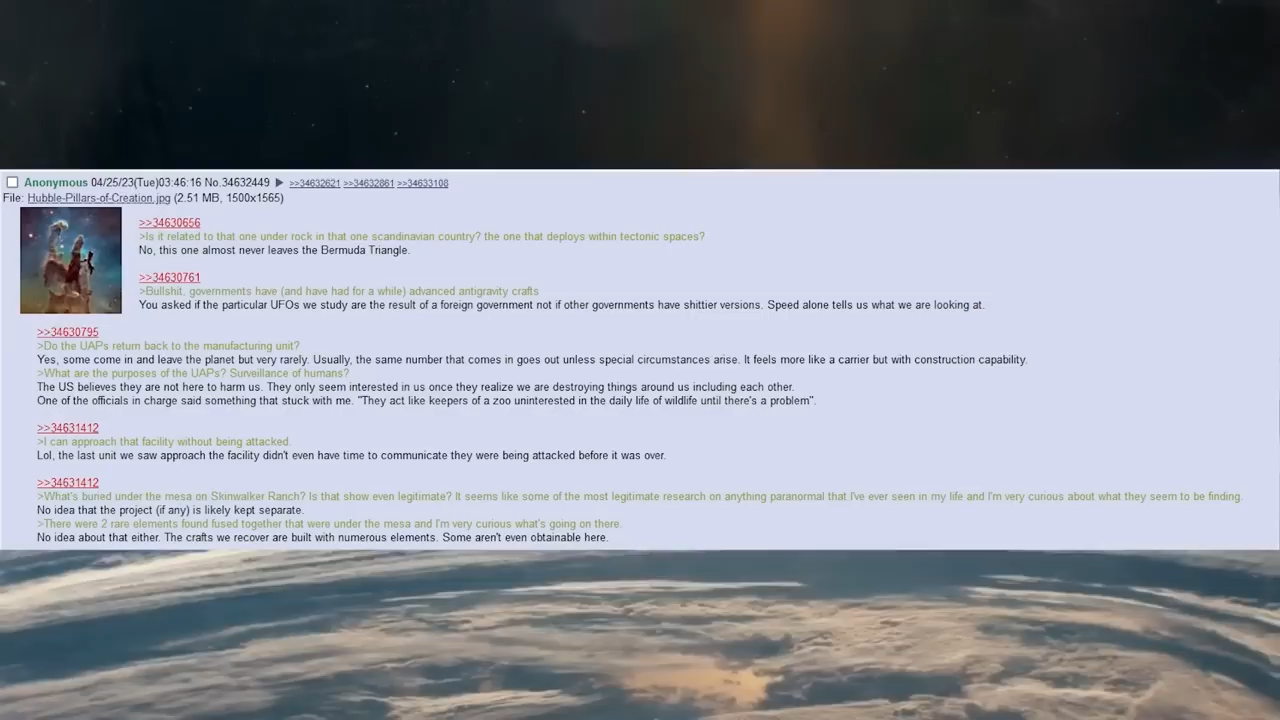 Anonymous 04/25/23(Tue)03:46:16 No.34632449 ▶ >>34632621 >>34632861 >>34633108
File: Hubble-Pillars-of-Creation.jpg (2.51 MB, 1500x1565)
>>34630656
>Is it related to that one under rock in that one scandinavian country? the one that deploys within tectonic spaces?
No, this one almost never leaves the Bermuda Triangle.
>>34630761
>Bullshit. governments have (and have had for a while) advanced antigravity crafts
You asked if the particular UFOs we study are the result of a foreign government not if other governments have shittier versions. Speed alone tells us what we are looking at.
>>34630795
>Do the UAPs return back to the manufacturing unit?
Yes, some come in and leave the planet but very rarely. Usually, the same number that comes in goes out unless special circumstances arise. It feels more like a carrier but with construction capability.
>What are the purposes of the UAPs? Surveillance of humans?
The US believes they are not here to harm us. They only seem interested in us once they realize we are destroying things around us including each other.
One of the officials in charge said something that stuck with me. "They act like keepers of a zoo uninterested in the daily life of wildlife until there's a problem".
>>34631412
>I can approach that facility without being attacked.
Lol, the last unit we saw approach the facility didn't even have time to communicate they were being attacked before it was over.
>>34631412
>What's buried under the mesa on Skinwalker Ranch? Is that show even legitimate? It seems like some of the most legitimate research on anything paranormal that I've ever seen in my life and I'm very curious about what they seem to be finding.
No idea that the project (if any) is likely kept separate.
>There were 2 rare elements found fused together that were under the mesa and I'm very curious what's going on there.
No idea about that either. The crafts we recover are built with numerous elements. Some aren't even obtainable here.